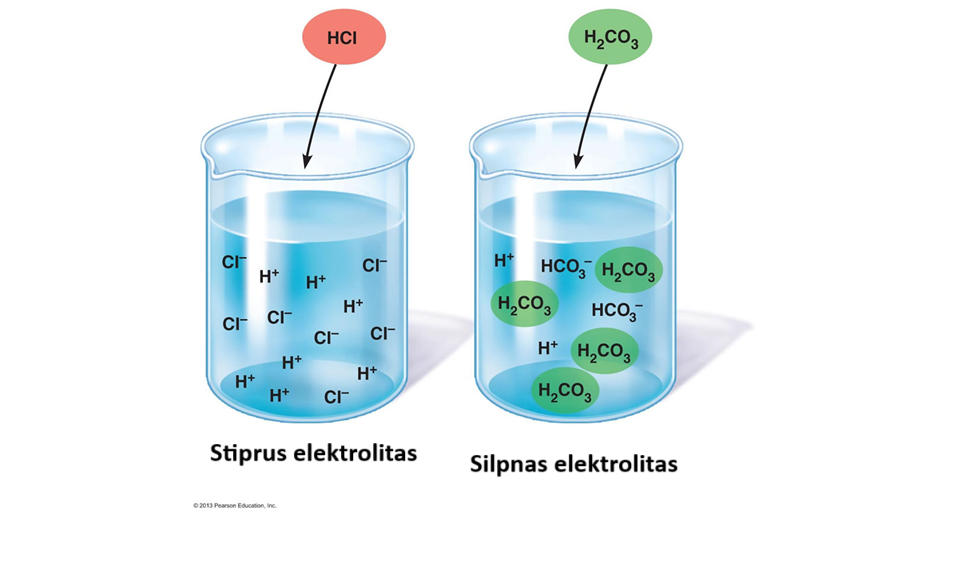 HCl
H₂CO₃
Cl⁻
H⁺
H⁺
Cl⁻
Cl⁻
Cl⁻
H⁺
Cl⁻
Cl⁻
H⁺
H⁺
H⁺
H⁺
Cl⁻
H⁺
HCO₃⁻
H₂CO₃
H₂CO₃
HCO₃⁻
H⁺
H₂CO₃
H₂CO₃
Stiprus elektrolitas
Silpnas elektrolitas
© 2013 Pearson Education, Inc.